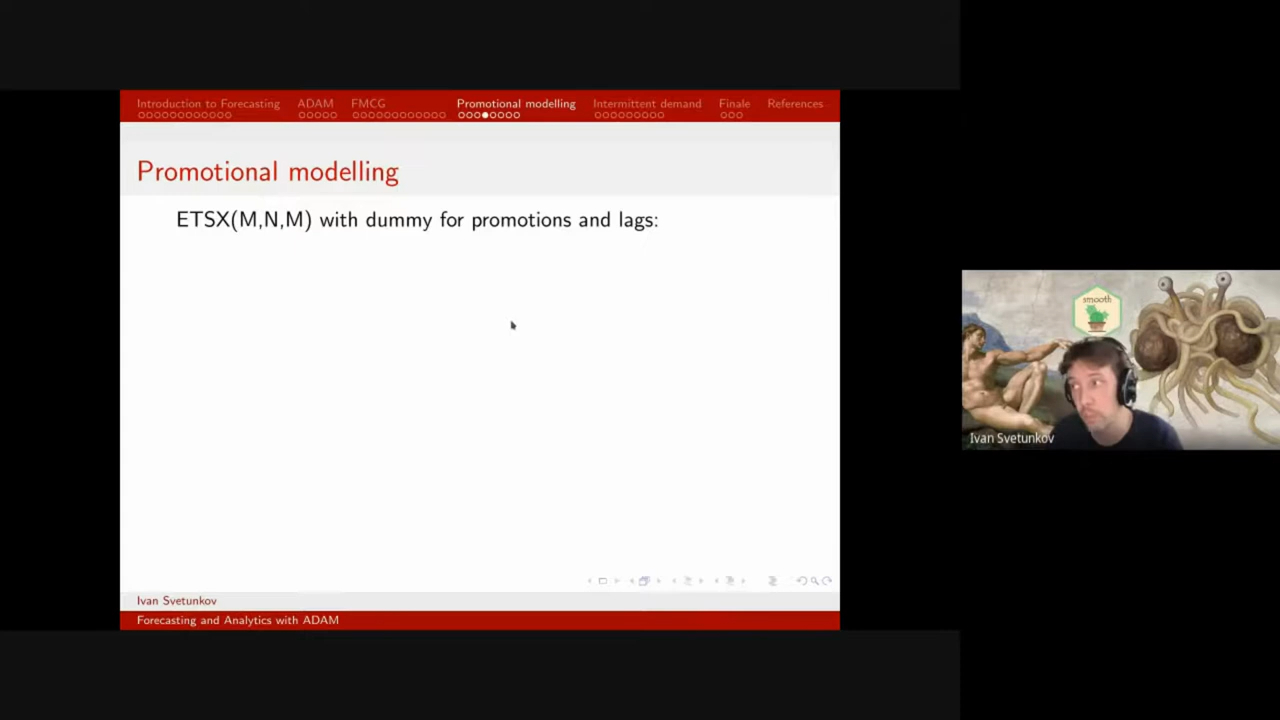 Introduction to Forecasting ADAM FMCG Promotional modelling Intermittent demand Finale References
Promotional modelling
ETSX(M,N,M) with dummy for promotions and lags:
smooth
Ivan Svetunkov
Ivan Svetunkov
Forecasting and Analytics with ADAM